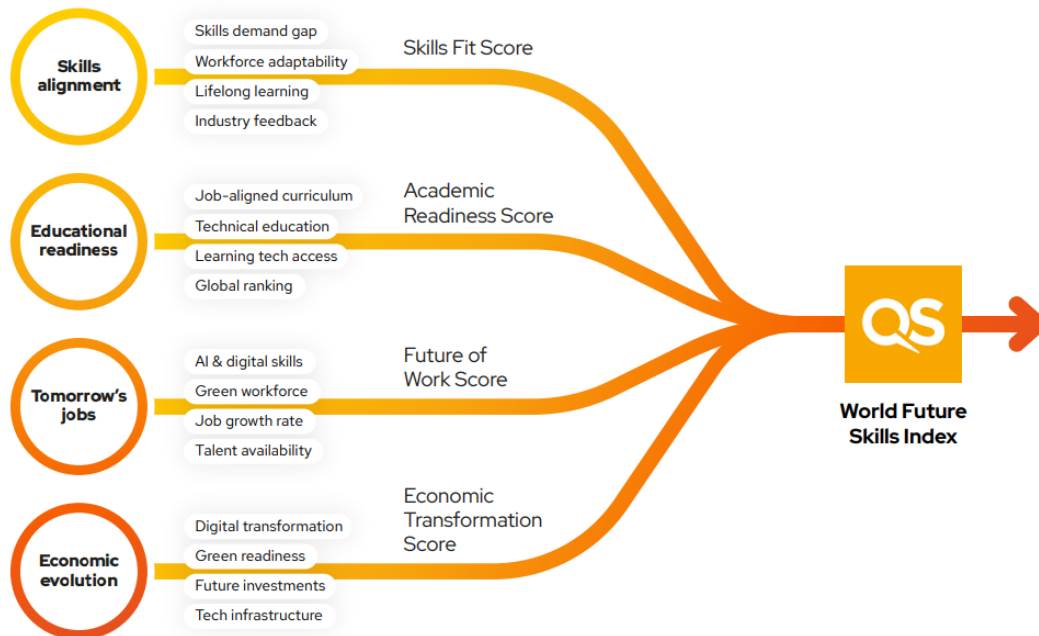 Skills
alignment
Skills demand gap
Workforce adaptability
Lifelong learning
Industry feedback
Skills Fit Score
Educational
readiness
Job-aligned curriculum
Technical education
Learning tech access
Global ranking
Academic
Readiness Score
Tomorrow's
jobs
AI & digital skills
Green workforce
Job growth rate
Talent availability
Future of
Work Score
Economic
evolution
Digital transformation
Green readiness
Future investments
Tech infrastructure
Economic
Transformation
Score
QS
World Future
Skills Index